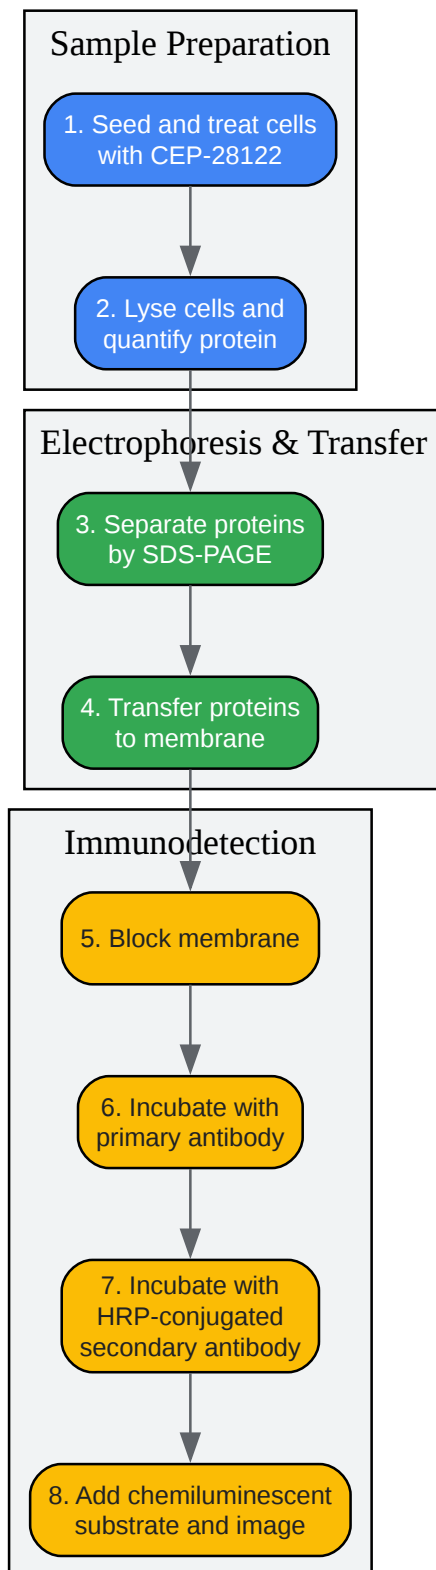 Sample Preparation
1. Seed and treat cells
with CEP-28122
2. Lyse cells and
quantify protein
Electrophoresis & Transfer
3. Separate proteins
by SDS-PAGE
4. Transfer proteins
to membrane
Immunodetection
5. Block membrane
6. Incubate with
primary antibody
7. Incubate with
HRP-conjugated
secondary antibody
8. Add chemiluminescent
substrate and image